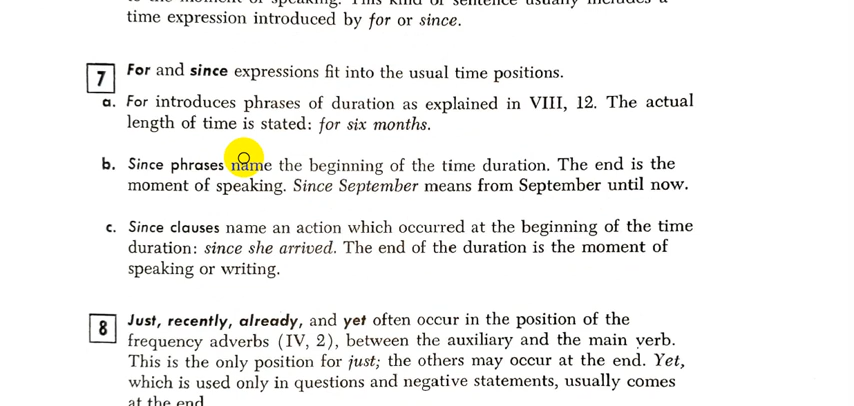 time expression introduced by for or since.
7 For and since expressions fit into the usual time positions.
a. For introduces phrases of duration as explained in VIII, 12. The actual
length of time is stated: for six months.
b. Since phrases name the beginning of the time duration. The end is the
moment of speaking. Since September means from September until now.
c. Since clauses name an action which occurred at the beginning of the time
duration: since she arrived. The end of the duration is the moment of
speaking or writing.
8 Just, recently, already, and yet often occur in the position of the
frequency adverbs (IV, 2), between the auxiliary and the main verb.
This is the only position for just; the others may occur at the end. Yet,
which is used only in questions and negative statements, usually comes
at the end.